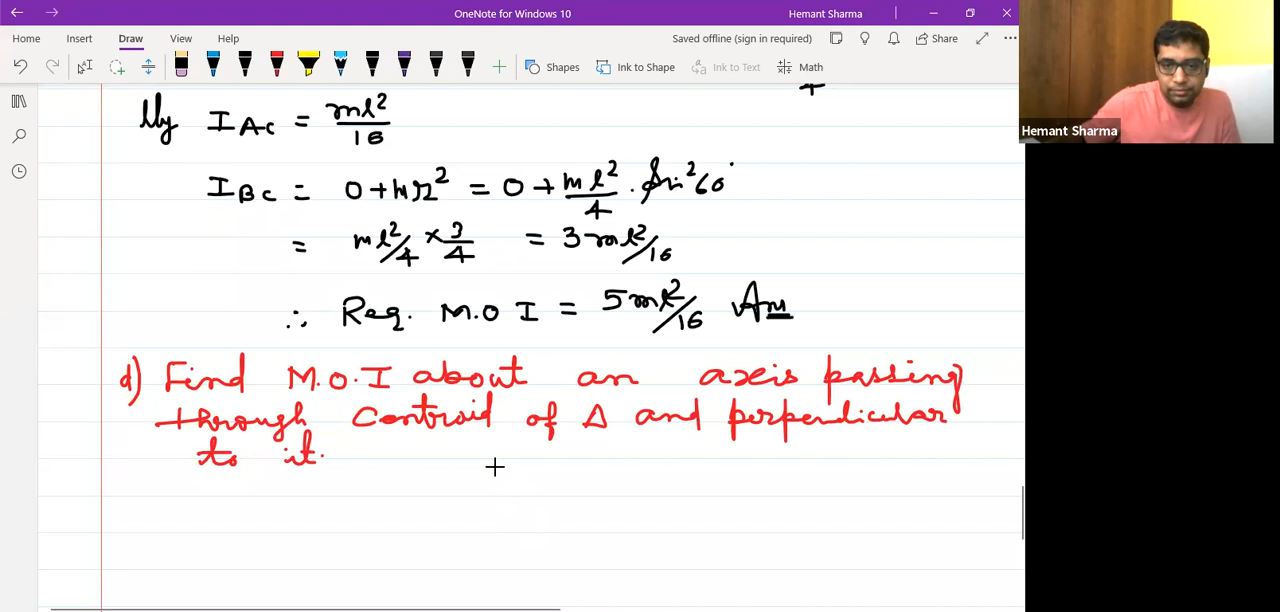 OneNote for Windows 10
Hemant Sharma
Home Insert Draw View Help
Saved offline (sign in required)
Share
Shapes
Ink to Shape
Ink to Text
Math
4
lly I AC = ml²/16
I BC = 0 + mr² = 0 + ml²/4 . Sin²60°
= ml²/4 × 3/4 = 3ml²/16
∴ Req. M.O I = 5ml²/16 Ans
d) Find M.O.I about an axis passing
through Centroid of Δ and perpendicular
to it.
Hemant Sharma